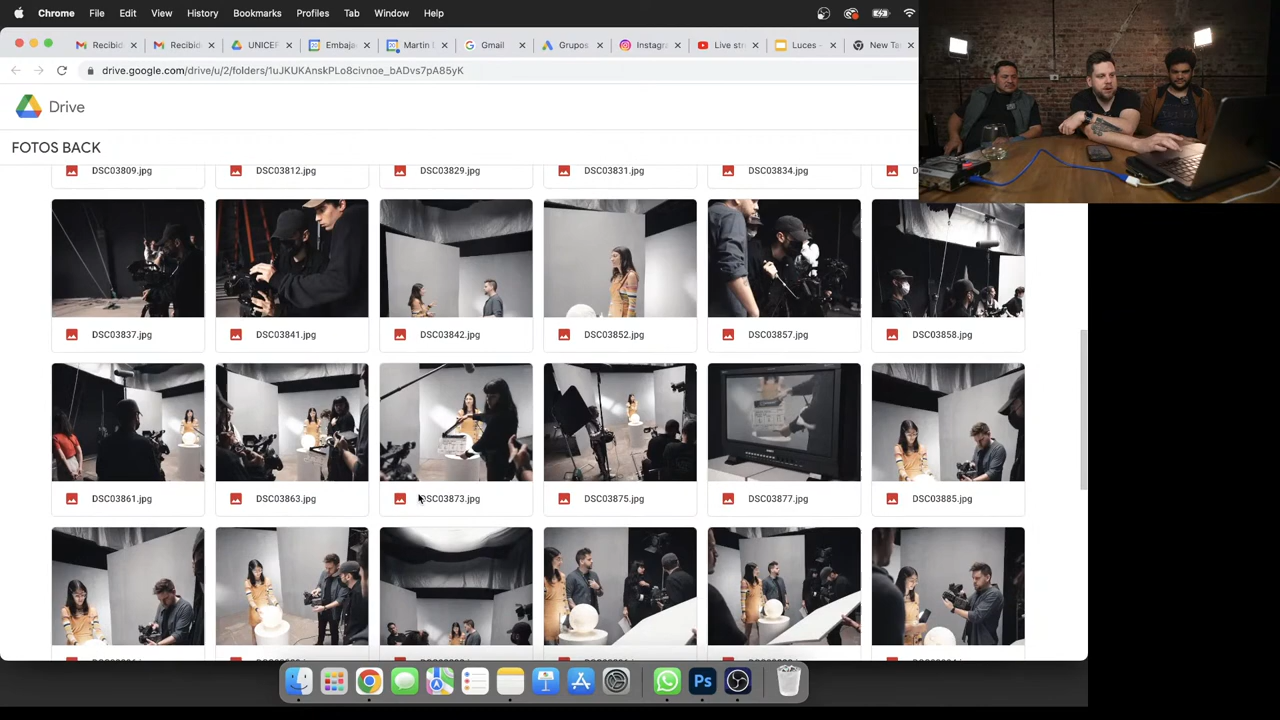 Chrome File Edit View History Bookmarks Profiles Tab Window Help
Recibid Recibid UNICEF Embaja Martin Gmail Grupos Instagr Live str Luces – New Ta
drive.google.com/drive/u/2/folders/1uJKUKAnskPLo8civnoe_bADvs7pA85yK
Drive
FOTOS BACK
DSC03809.jpg DSC03812.jpg DSC03829.jpg DSC03831.jpg DSC03834.jpg
DSC03837.jpg DSC03841.jpg DSC03842.jpg DSC03852.jpg DSC03857.jpg DSC03858.jpg
DSC03861.jpg DSC03863.jpg DSC03873.jpg DSC03875.jpg DSC03877.jpg DSC03885.jpg
Ps